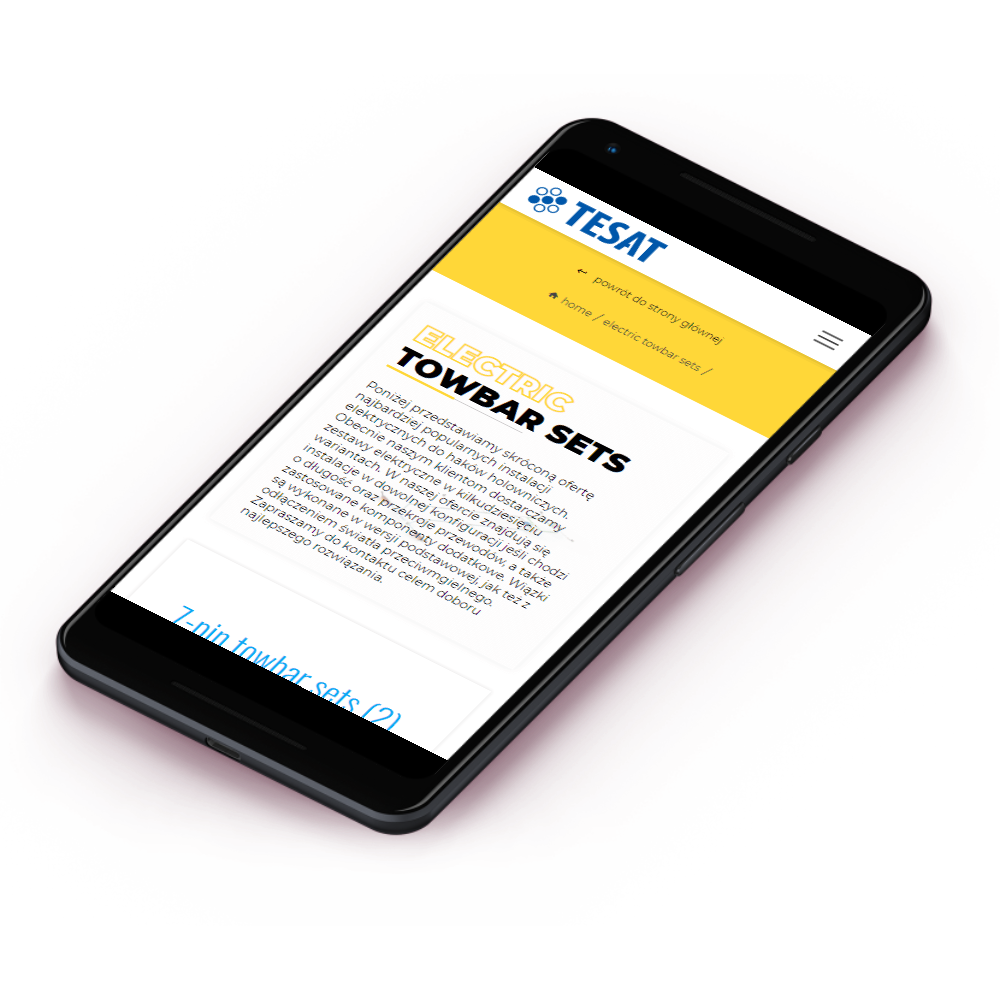 TESAT
powrót do strony głównej
home / electric towbar sets /
ELECTRIC
TOWBAR SETS
Poniżej przedstawiamy skróconą ofertę
najbardziej popularnych instalacji
elektrycznych do haków holowniczych.
Obecnie naszym klientom dostarczamy
zestawy elektryczne w kilkudziesięciu
wariantach. W naszej ofercie znajdują się
instalacje w dowolnej konfiguracji jeśli chodzi
o długość oraz przekroje przewodów, a także
zastosowane komponenty dodatkowe. Wiązki
są wykonane w wersji podstawowej, jak też z
odłączeniem światła przeciwmgielnego.
Zapraszamy do kontaktu celem doboru
najlepszego rozwiązania.
7-pin towbar sets (2)